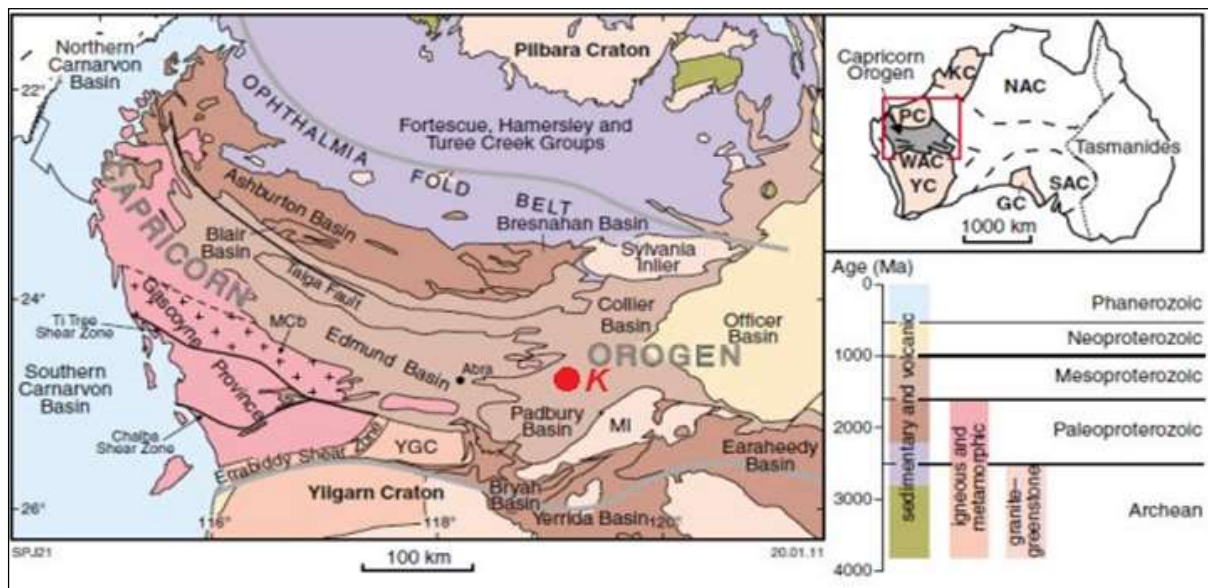 Northern
Carnarvon
Basin
Pilbara Craton
22°
OPHTHALMIA
FOLD
BELT
Fortescue, Hamersley and
Turee Creek Groups
CAPRICORN
Ashburton Basin
Bresnahan Basin
Blair
Basin
Sylvania
Inlier
Talga Fault
24°
Gascoyne
Province
Ti Tree
Shear Zone
MCb
Collier
Basin
Officer
Basin
Edmund Basin
OROGEN
Abra
K
Southern
Carnarvon
Basin
Padbury
Basin
MI
Chalba
Shear Zone
Errabiddy Shear Zone
YGC
Earaheedy
Basin
Yilgarn Craton
Bryah
Basin
Yerrida Basin
26°
116°
118°
120°
SPJ21
100 km
20.01.11
Capricorn
Orogen
KC
NAC
PC
WAC
YC
GC
SAC
Tasmanides
1000 km
Age (Ma)
0
1000
2000
3000
4000
sedimentary and volcanic
igneous and
metamorphic
granite–
greenstone
Phanerozoic
Neoproterozoic
Mesoproterozoic
Paleoproterozoic
Archean